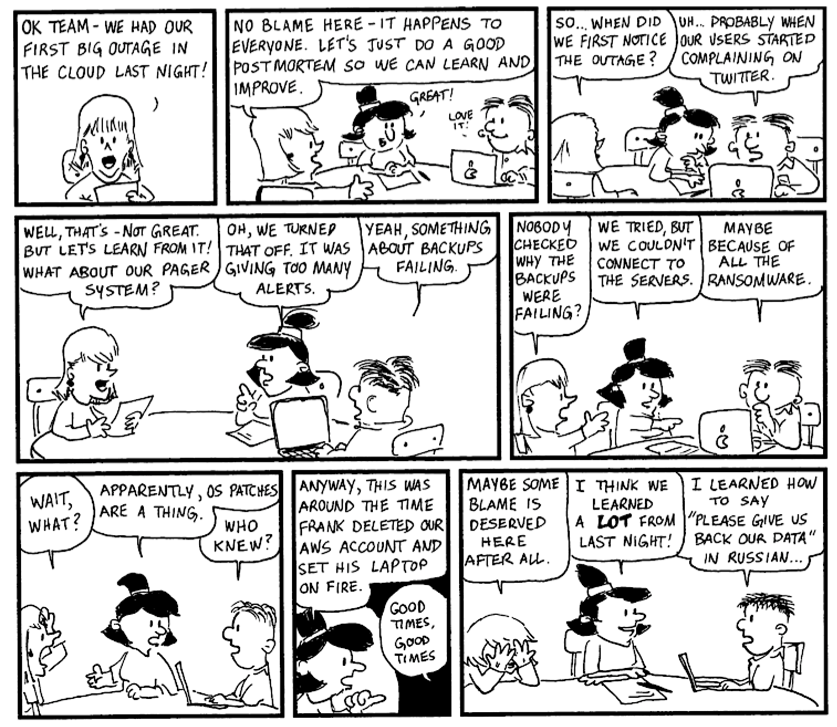 OK TEAM - WE HAD OUR
FIRST BIG OUTAGE IN
THE CLOUD LAST NIGHT!
NO BLAME HERE - IT HAPPENS TO
EVERYONE. LET'S JUST DO A GOOD
POSTMORTEM SO WE CAN LEARN AND
IMPROVE.
GREAT!
LOVE
IT!
SO... WHEN DID
WE FIRST NOTICE
THE OUTAGE?
UH... PROBABLY WHEN
OUR USERS STARTED
COMPLAINING ON
TWITTER.
WELL, THAT'S - NOT GREAT.
BUT LET'S LEARN FROM IT!
WHAT ABOUT OUR PAGER
SYSTEM?
OH, WE TURNED
THAT OFF. IT WAS
GIVING TOO MANY
ALERTS.
YEAH, SOMETHING
ABOUT BACKUPS
FAILING.
NOBODY
CHECKED
WHY THE
BACKUPS
WERE
FAILING?
WE TRIED, BUT
WE COULDN'T
CONNECT TO
THE SERVERS.
MAYBE
BECAUSE OF
ALL THE
RANSOMWARE.
WAIT,
WHAT?
APPARENTLY, OS PATCHES
ARE A THING.
WHO
KNEW?
ANYWAY, THIS WAS
AROUND THE TIME
FRANK DELETED OUR
AWS ACCOUNT AND
SET HIS LAPTOP
ON FIRE.
GOOD
TIMES,
GOOD
TIMES
MAYBE SOME
BLAME IS
DESERVED
HERE
AFTER ALL.
I THINK WE
LEARNED
A LOT FROM
LAST NIGHT!
I LEARNED HOW
TO SAY
"PLEASE GIVE US
BACK OUR DATA"
IN RUSSIAN...